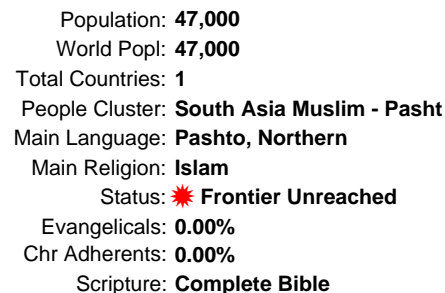 Population: 47,000
World Popl: 47,000
Total Countries: 1
People Cluster: South Asia Muslim - Pasht
Main Language: Pashto, Northern
Main Religion: Islam
Status: Frontier Unreached
Evangelicals: 0.00%
Chr Adherents: 0.00%
Scripture: Complete Bible